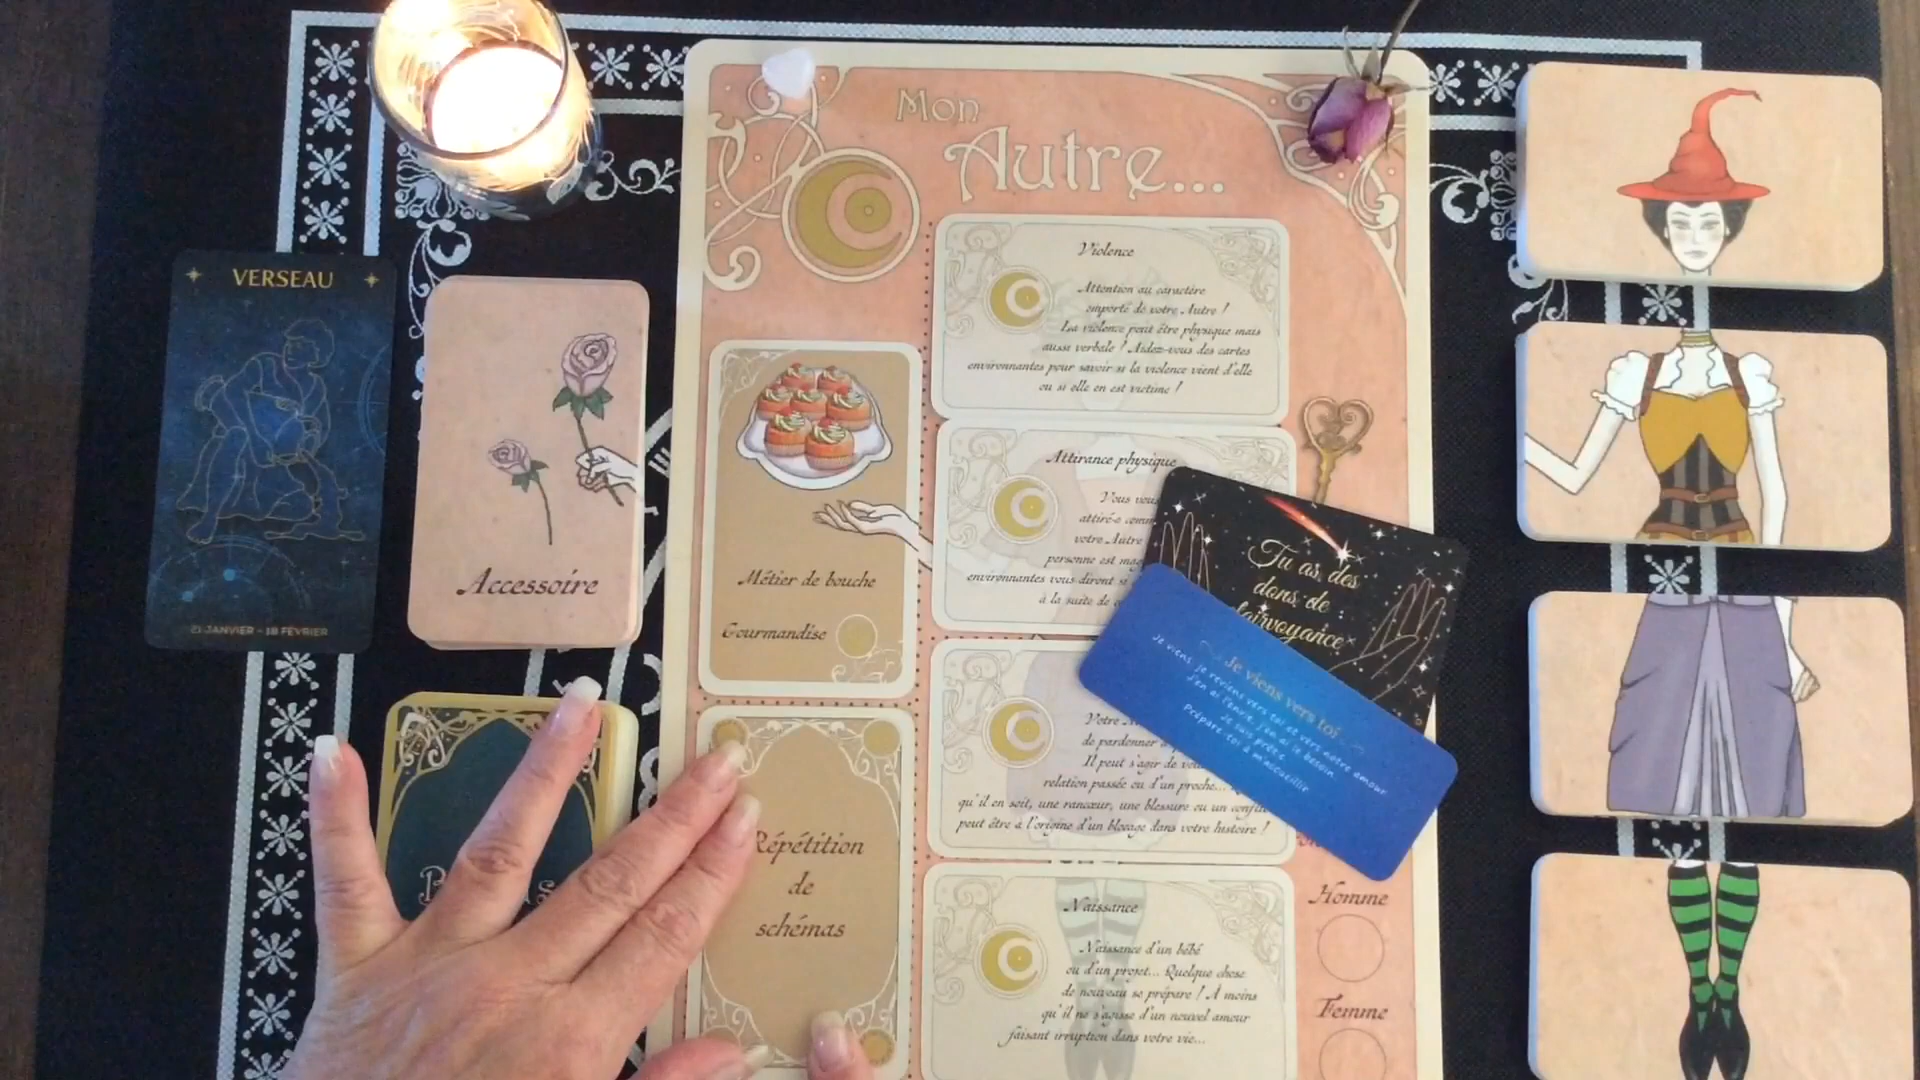 VERSEAU
21 JANVIER - 18 FÉVRIER
Accessoire
Mon
Autre...
Métier de bouche
Gourmandise
Répétition
de
schémas
Violence
Attention au caractère
emporté de votre Autre !
La violence peut être physique mais
aussi verbale ? Aidez-vous des cartes
environnantes pour savoir si la violence vient d'elle
ou si elle en est victime !
Attirance physique
Vous vous
attiré-e
votre Autre
personne est
environnantes vous diront si
à la suite de
Votre
de pardonner à
Il peut s'agir de
relation passée ou d'un proche...
qu'il en soit, une rancœur, une blessure ou un conflit
peut être à l'origine d'un blocage dans votre histoire !
Naissance
Naissance d'un bébé
ou d'un projet... Quelque chose
de nouveau se prépare ! À moins
qu'il ne s'agisse d'un nouvel amour
faisant irruption dans votre vie...
Tu as des
dons de
clairvoyance
Je viens vers toi
Je viens, je reviens vers toi et vers notre amour
J'en ai l'envie, j'en ai le besoin
Je suis prête
Prépare-toi à m'accueillir
Homme
Femme